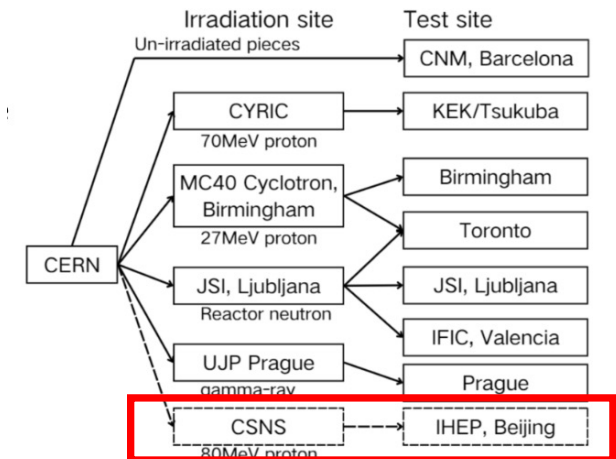 Irradiation site
Test site
Un-irradiated pieces
CNM, Barcelona
CYRIC
KEK/Tsukuba
70MeV proton
MC40 Cyclotron,
Birmingham
27MeV proton
Birmingham
Toronto
CERN
JSI, Ljubljana
Reactor neutron
JSI, Ljubljana
IFIC, Valencia
UJP Prague
gamma-ray
Prague
CSNS
IHEP, Beijing
80MeV proton